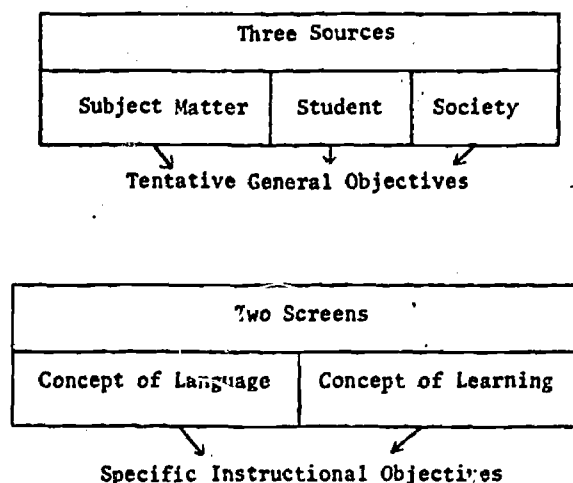 Three Sources
Subject Matter Student Society
Tentative General Objectives
Two Screens
Concept of Language Concept of Learning
Specific Instructional Objectives